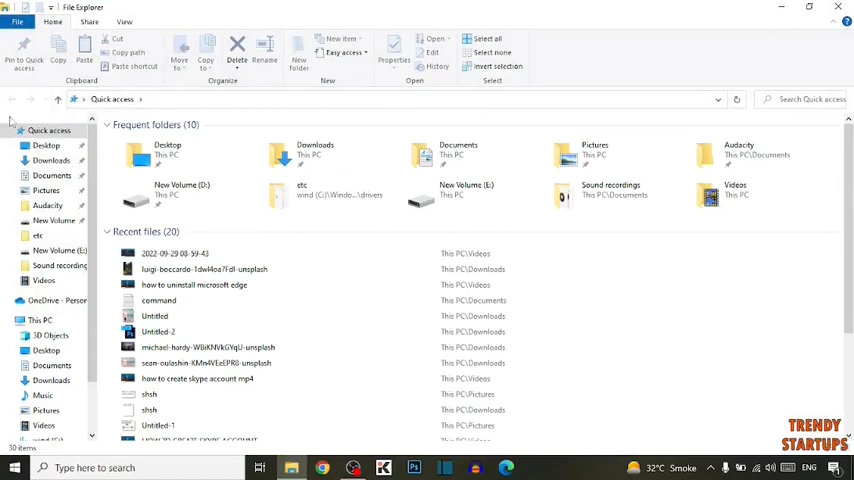 File Explorer
File Home Share View
Pin to Quick access
Copy
Paste
Cut
Copy path
Paste shortcut
Clipboard
Move to
Copy to
Delete
Rename
Organize
New folder
New item
Easy access
New
Properties
Open
Edit
History
Open
Select all
Select none
Invert selection
Select
Quick access
Search Quick access
Quick access
Desktop
Downloads
Documents
Pictures
Audacity
New Volume
etc
New Volume (E:)
Sound recording
Videos
OneDrive - Person
This PC
3D Objects
Desktop
Documents
Downloads
Music
Pictures
Videos
Frequent folders (10)
Desktop
This PC
Downloads
This PC
Documents
This PC
Pictures
This PC
Audacity
This PC\Documents
New Volume (D:)
This PC
etc
wind (C:)\Windo...\drivers
New Volume (E:)
This PC
Sound recordings
This PC\Documents
Videos
This PC
Recent files (20)
2022-09-29 08-59-43 This PC\Videos
luigi-boccardo-1dwl4oa7FdI-unsplash This PC\Downloads
how to uninstall microsoft edge This PC\Downloads
command This PC\Documents
Untitled This PC\Downloads
Untitled-2 This PC\Downloads
michael-hardy-WBiKNVkGYqU-unsplash This PC\Downloads
sean-oulashin-KMn4VEeEPR8-unsplash This PC\Downloads
how to create skype account mp4 This PC\Videos
shsh This PC\Pictures
shsh This PC\Downloads
Untitled-1 This PC\Pictures
HOW TO CREATE SKYPE ACCOUNT
30 items
TRENDY
STARTUPS
Type here to search
32°C Smoke
ENG